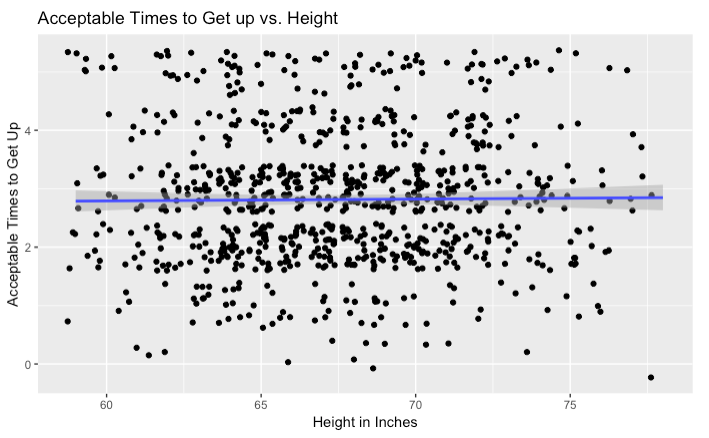 Acceptable Times to Get up vs. Height
Acceptable Times to Get Up
4
2
0
60
65
70
75
Height in Inches